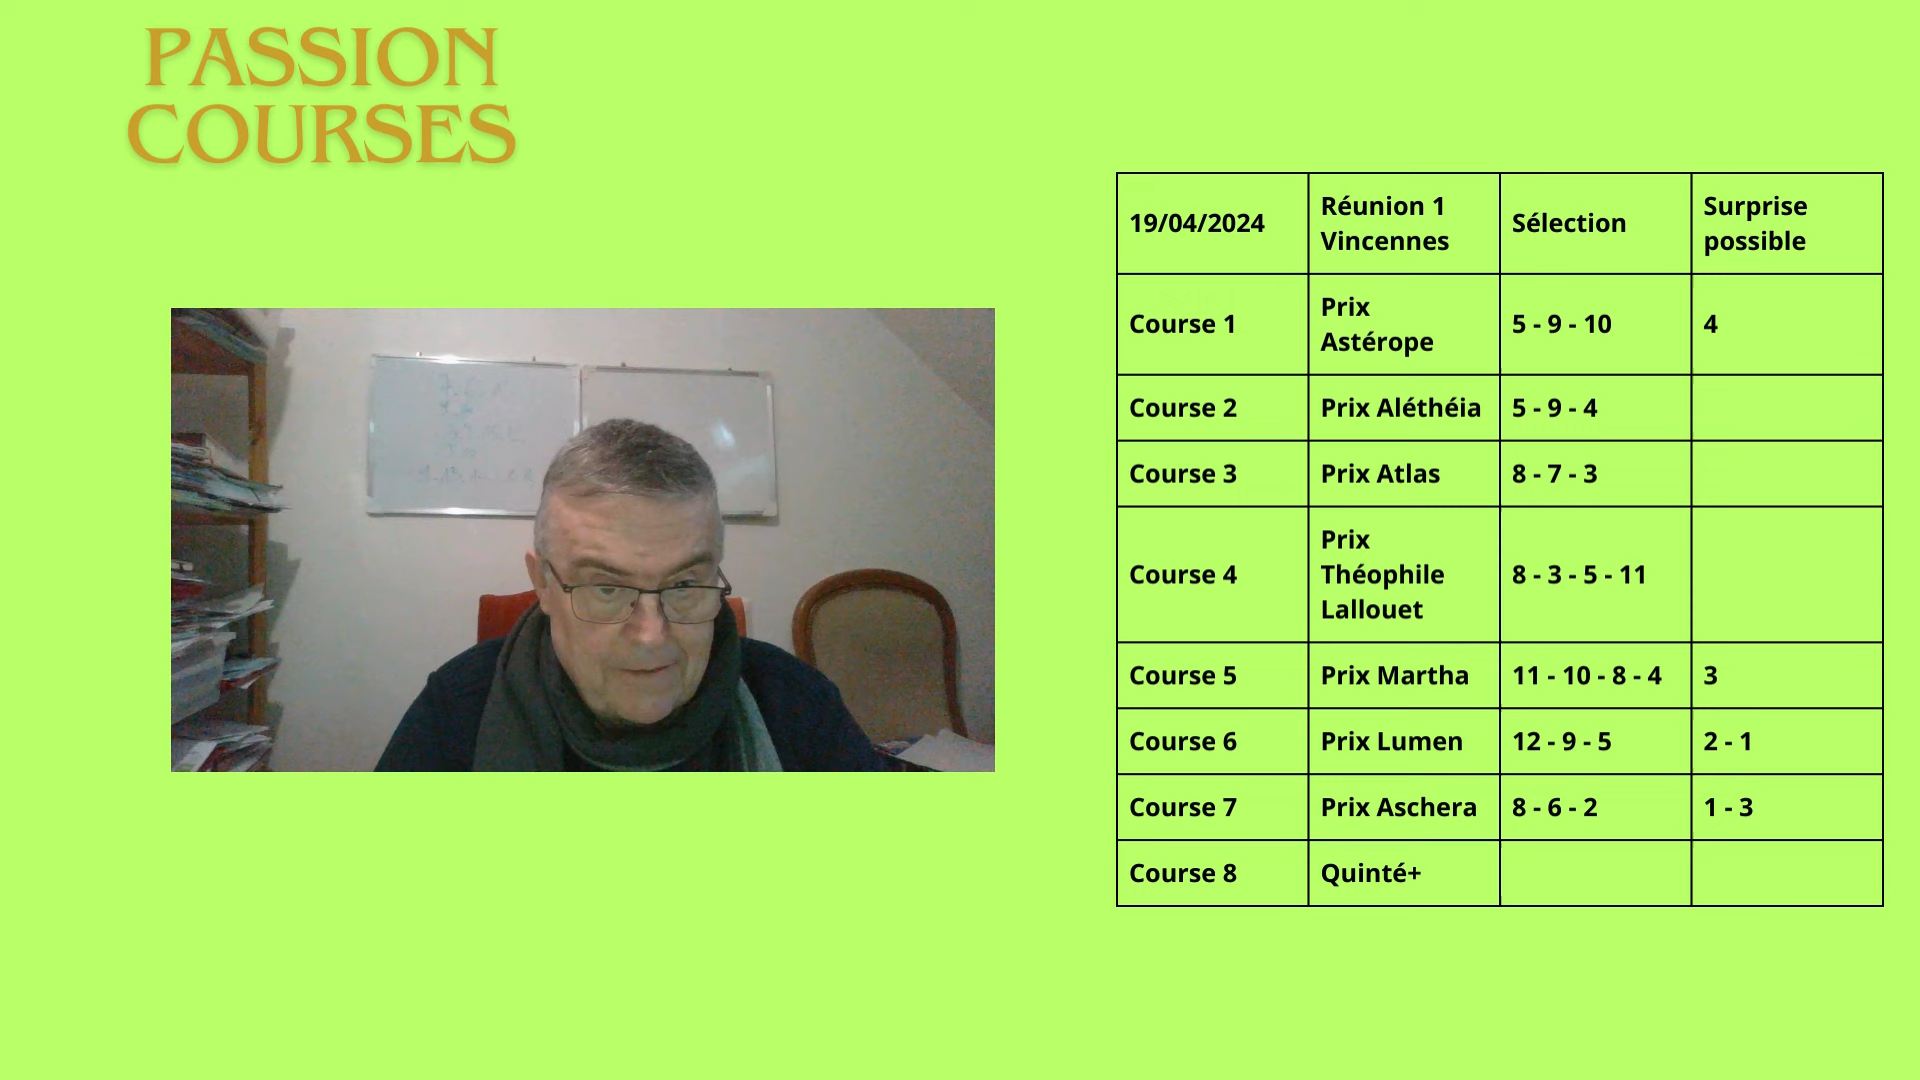 PASSION
COURSES
19/04/2024
Réunion 1
Vincennes
Sélection
Surprise
possible
Course 1
Prix
Astérope
5 - 9 - 10
4
Course 2
Prix Aléthéia
5 - 9 - 4
Course 3
Prix Atlas
8 - 7 - 3
Course 4
Prix
Théophile
Lallouet
8 - 3 - 5 - 11
Course 5
Prix Martha
11 - 10 - 8 - 4
3
Course 6
Prix Lumen
12 - 9 - 5
2 - 1
Course 7
Prix Aschera
8 - 6 - 2
1 - 3
Course 8
Quinté+